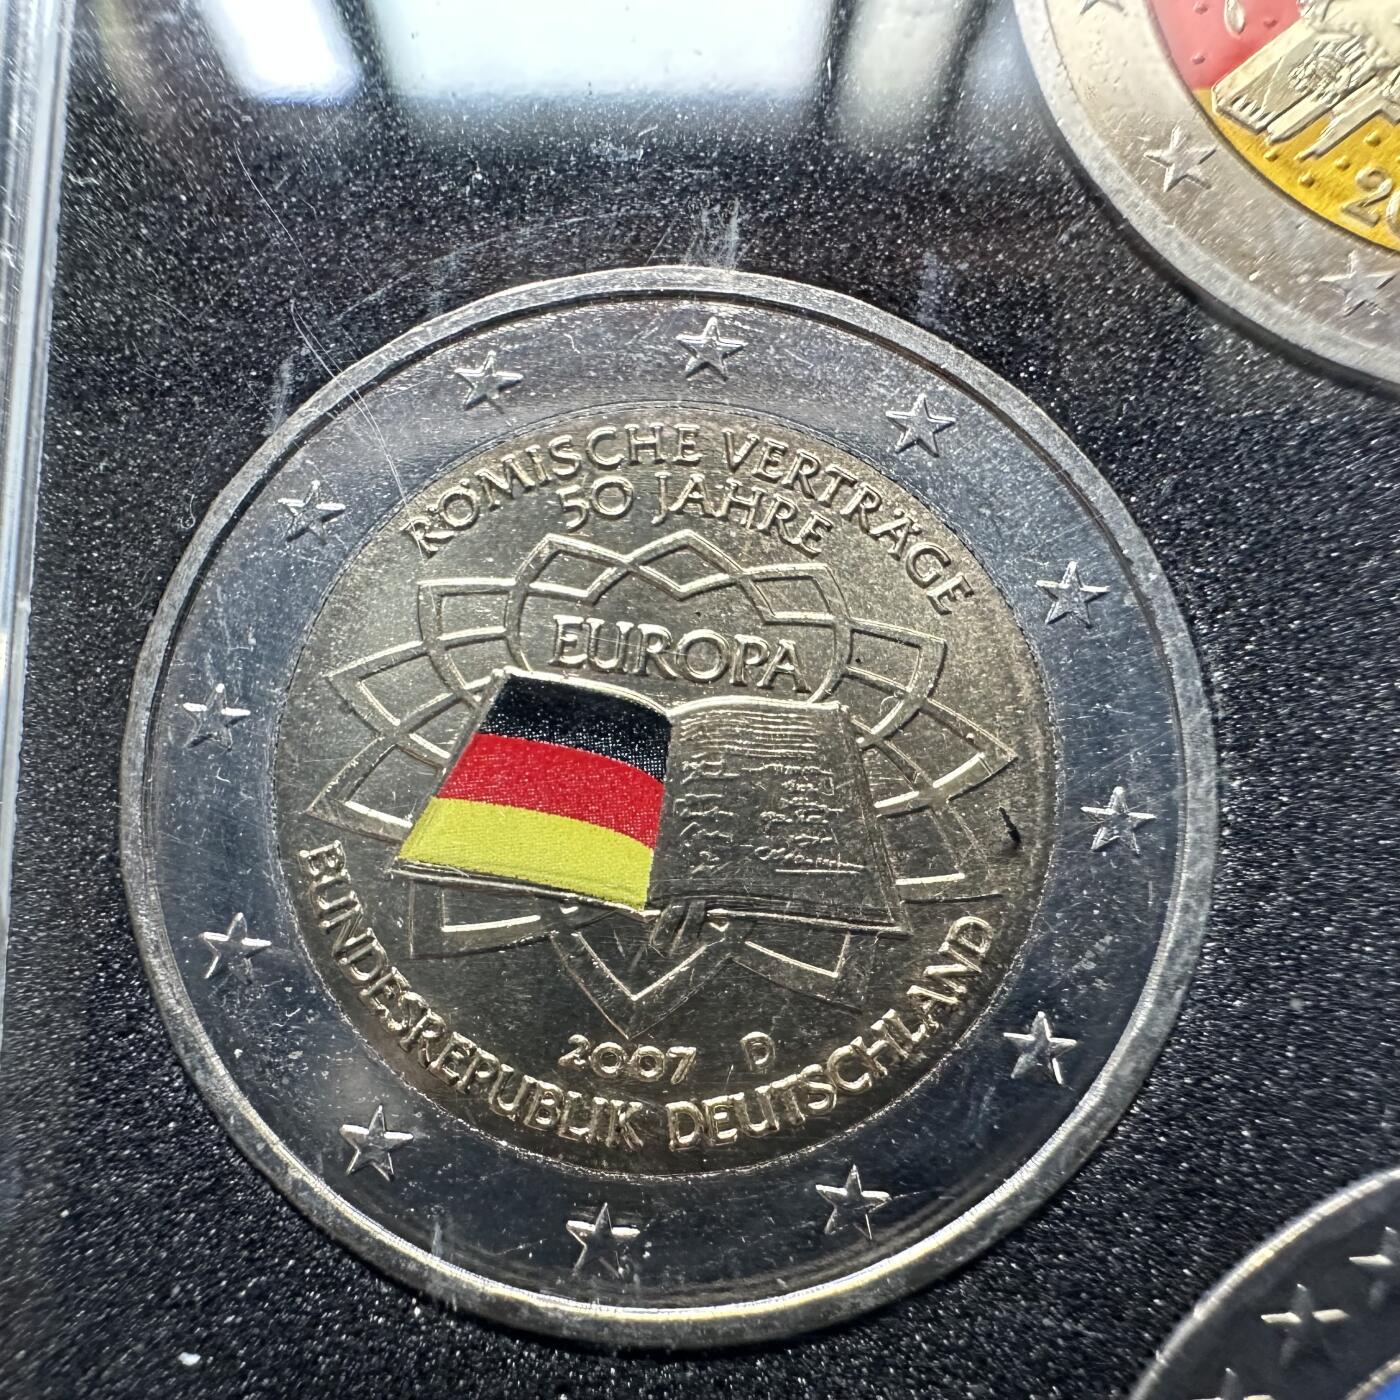 RÖMISCHE VERTRÄGE
50 JAHRE
EUROPA
2007 D
BUNDESREPUBLIK DEUTSCHLAND